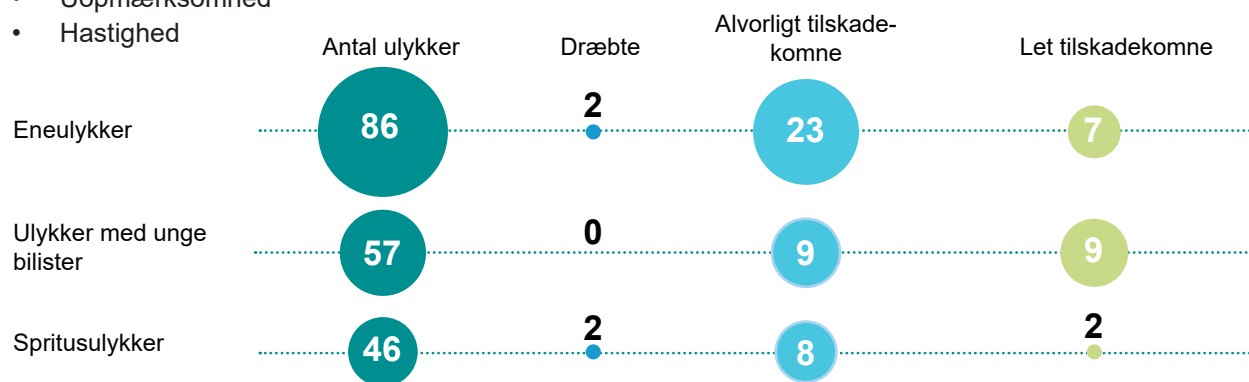 • Uopmærksomhed
• Hastighed
Antal ulykker
Dræbte
Alvorligt tilskade-
komne
Let tilskadekomne
Eneulykker
86
2
23
7
Ulykker med unge
bilister
57
0
9
9
Spritusulykker
46
2
8
2